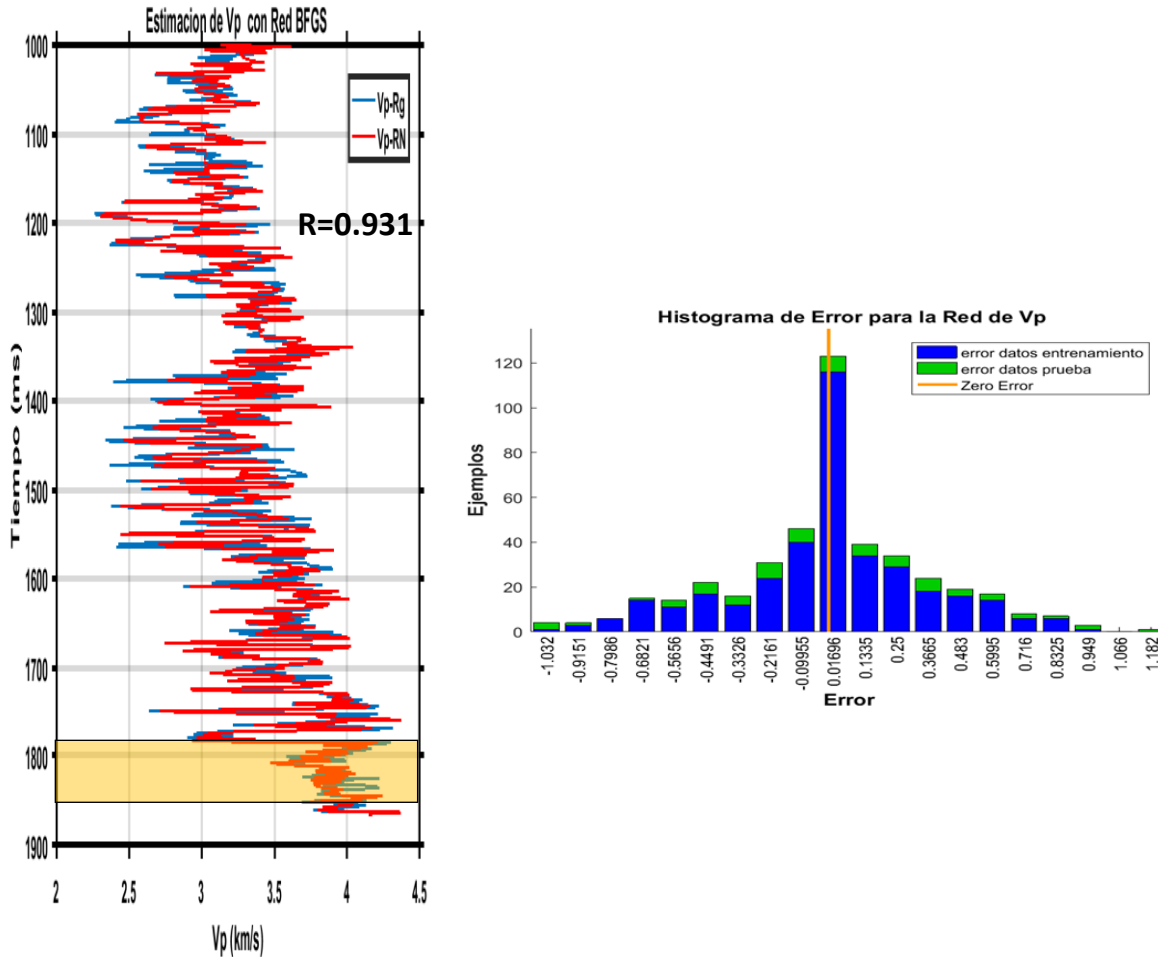 Estimacion de Vp con Red BFGS
1000
1100
1200
1300
1400
1500
1600
1700
1800
1900
Tiempo (ms)
Vp-Rg
Vp-RN
R=0.931
2 2.5 3 3.5 4 4.5
Vp (km/s)
Histograma de Error para la Red de Vp
error datos entrenamiento
error datos prueba
Zero Error
120
100
80
60
40
20
0
Ejemplos
-1.032
-0.9151
-0.7986
-0.6821
-0.5656
-0.4491
-0.3326
-0.2161
-0.09955
0.01696
0.1335
0.25
0.3665
0.483
0.5995
0.716
0.8325
0.949
1.066
1.182
Error